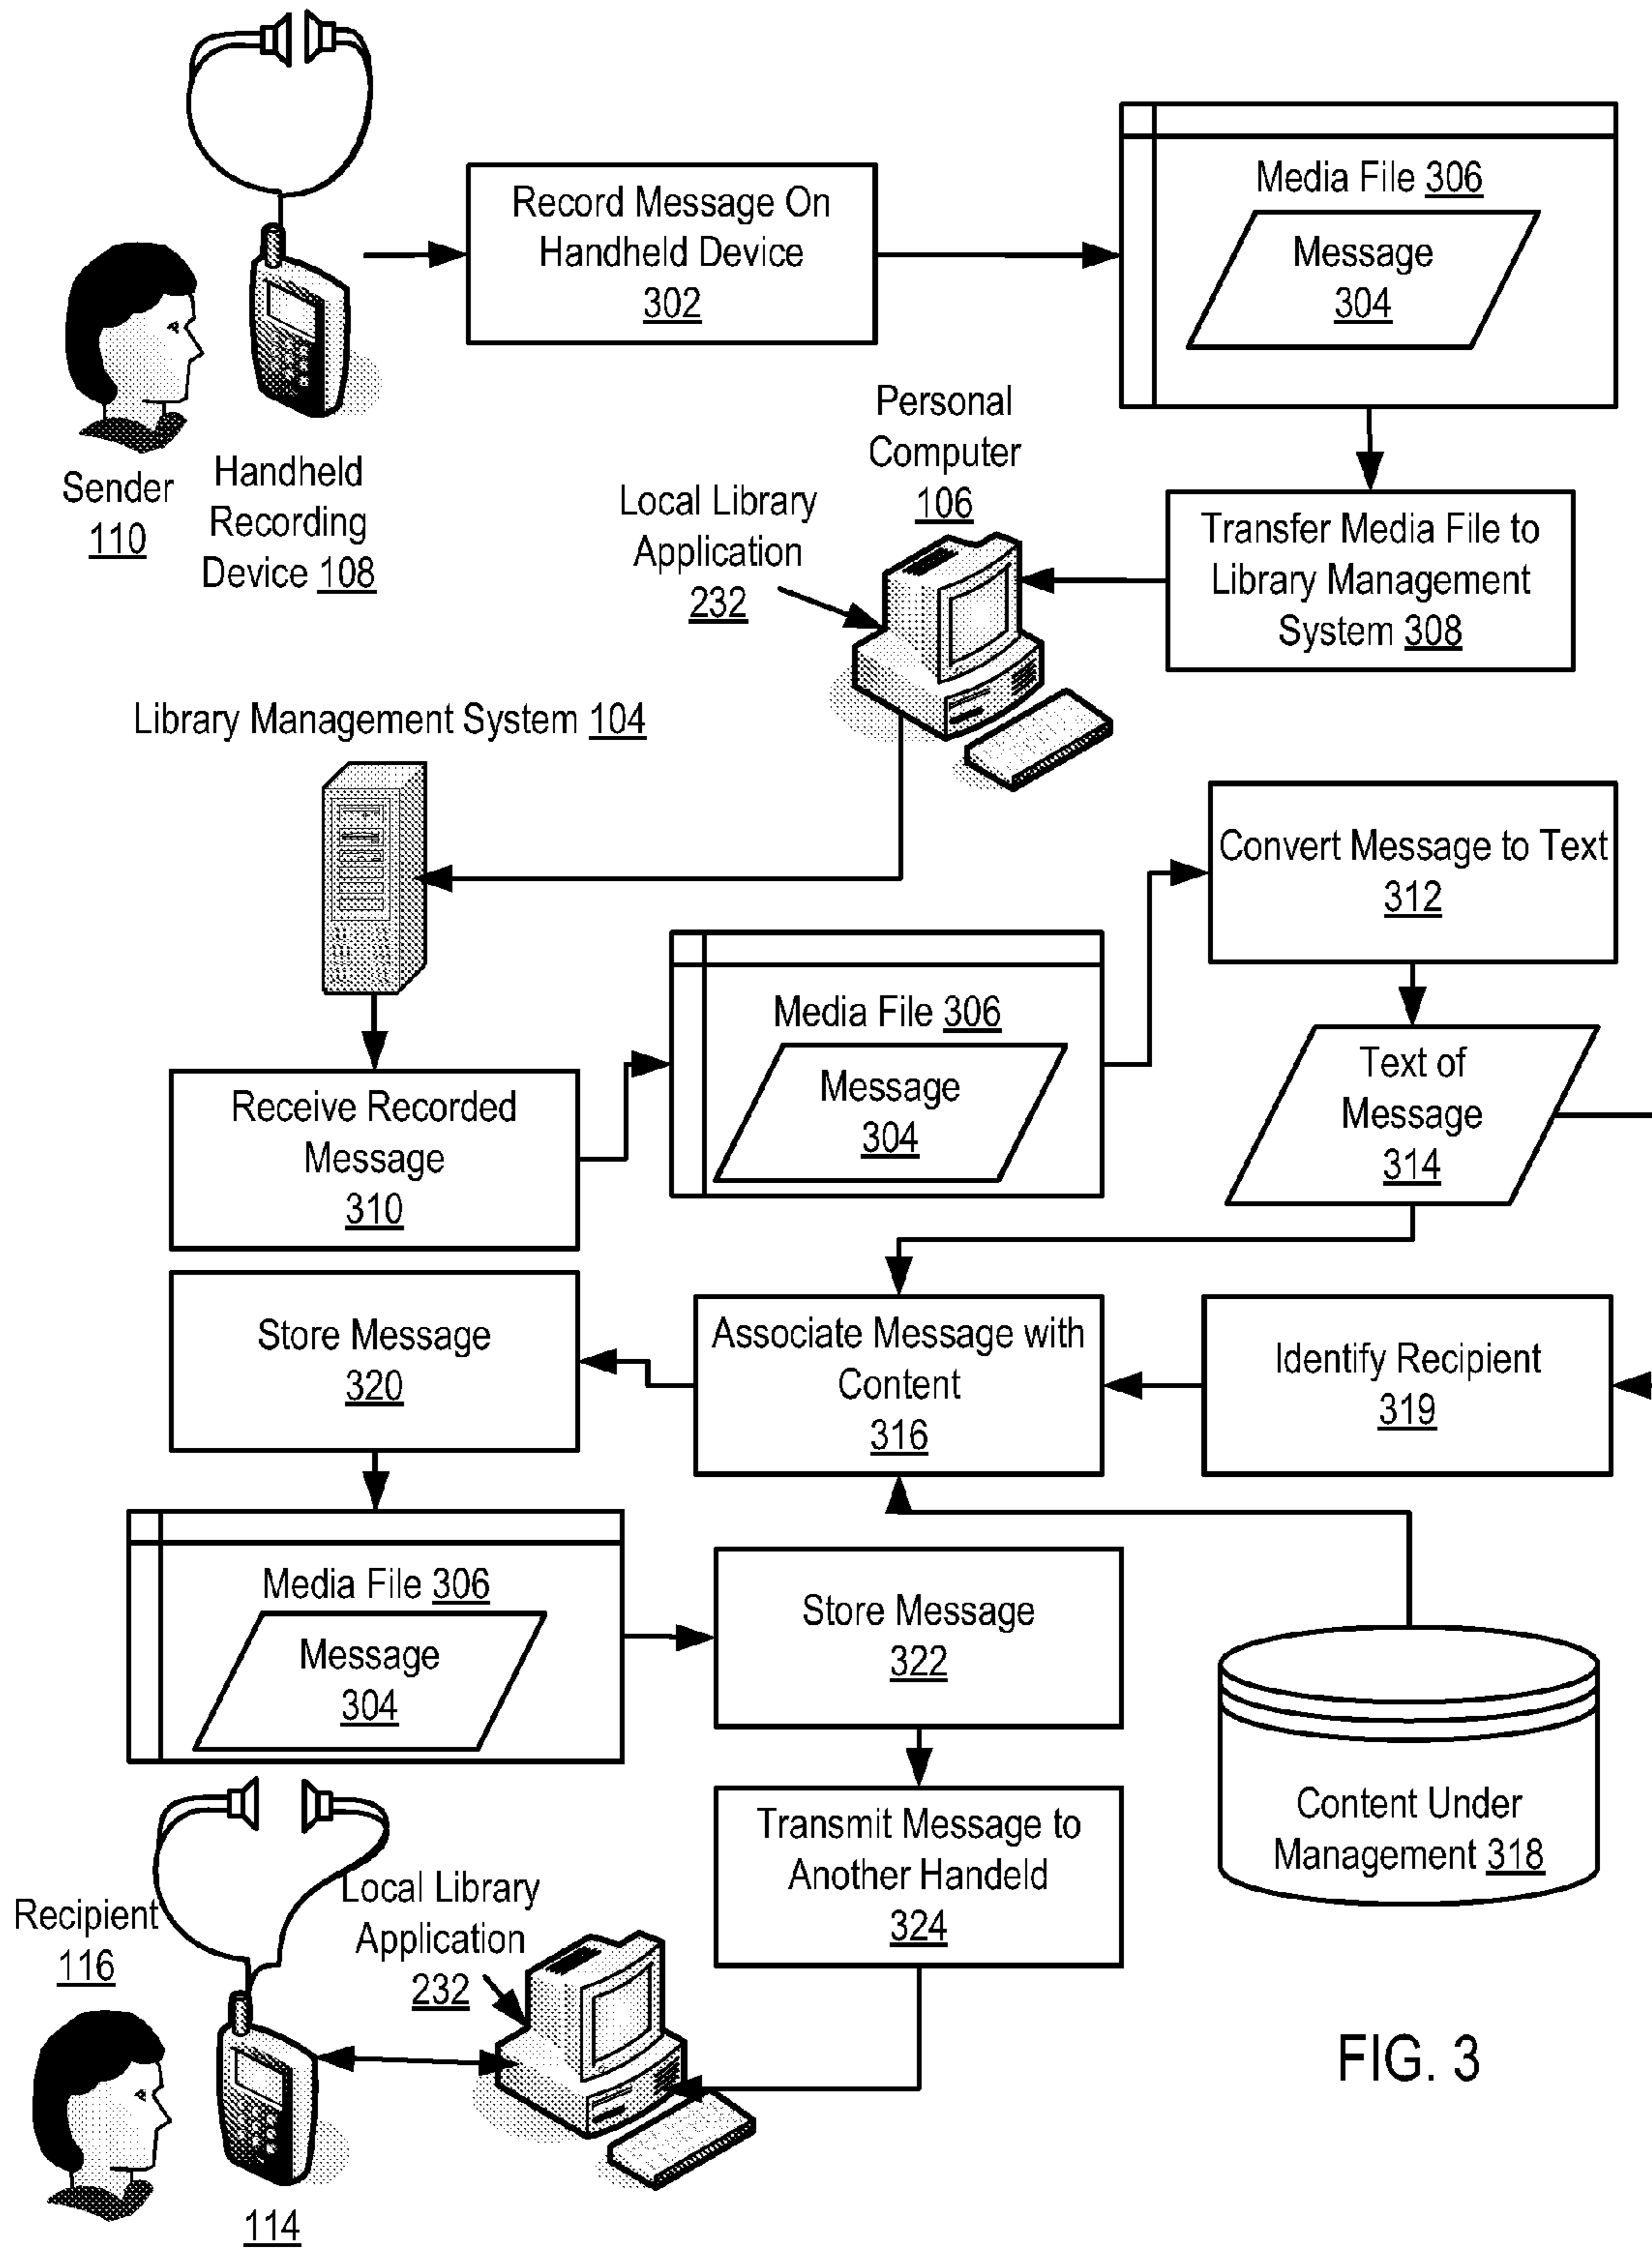 Record Message On
Handheld Device
302
Media File 306
Message
304
Sender
110
Handheld
Recording
Device 108
Personal
Computer
106
Local Library
Application
232
Transfer Media File to
Library Management
System 308
Library Management System 104
Convert Message to Text
312
Media File 306
Message
304
Text of
Message
314
Receive Recorded
Message
310
Store Message
320
Associate Message with
Content
316
Identify Recipient
319
Media File 306
Message
304
Store Message
322
Content Under
Management 318
Transmit Message to
Another Handeld
324
Recipient
116
Local Library
Application
232
114
FIG. 3